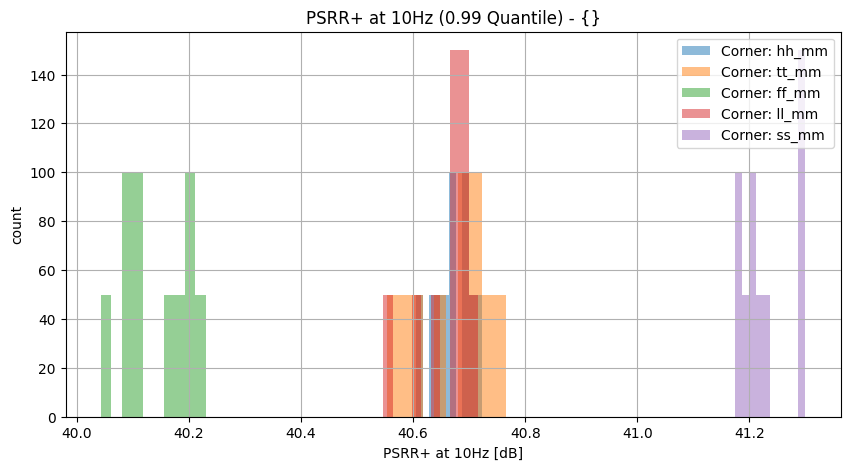 PSRR+ at 10Hz (0.99 Quantile) - {}
Corner: hh_mm
Corner: tt_mm
Corner: ff_mm
Corner: ll_mm
Corner: ss_mm
140
120
100
80
60
40
20
0
count
40.0 40.2 40.4 40.6 40.8 41.0 41.2
PSRR+ at 10Hz [dB]